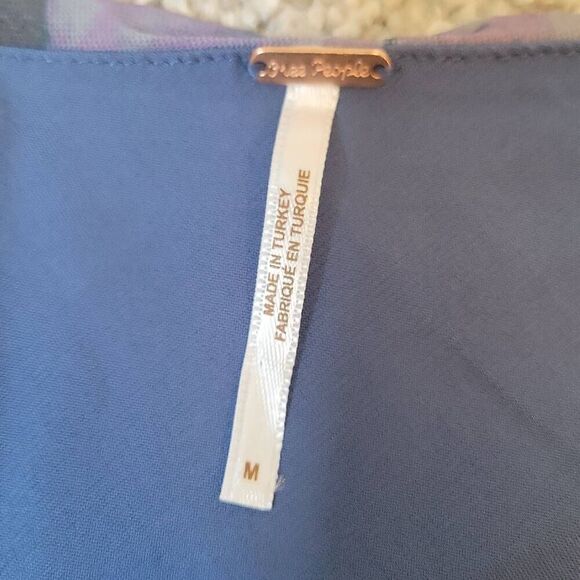 Free People
MADE IN TURKEY
FABRIQUÉ EN TURQUIE
M